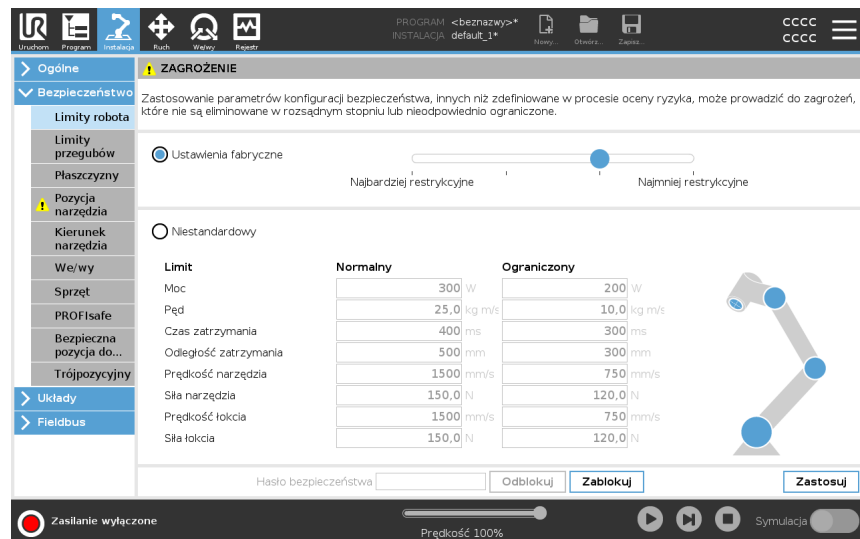 PROGRAM <beznazwy>*
INSTALACJA default_1*
CCCC
CCCC
Uruchom Program Instalacja Ruch We/wy Rejestr Nowy... Otwórz... Zapisz...
Ogólne
Bezpieczeństwo
Limity robota
Limity przegubów
Płaszczyzny
Pozycja narzędzia
Kierunek narzędzia
We/wy
Sprzęt
PROFIsafe
Bezpieczna pozycja do...
Trójpozycyjny
Układy
Fieldbus
ZAGROŻENIE
Zastosowanie parametrów konfiguracji bezpieczeństwa, innych niż zdefiniowane w procesie oceny ryzyka, może prowadzić do zagrożeń,
które nie są eliminowane w rozsądnym stopniu lub nieodpowiednio ograniczone.
Ustawienia fabryczne
Najbardziej restrykcyjne Najmniej restrykcyjne
Niestandardowy
Limit Normalny Ograniczony
Moc 300 W 200 W
Pęd 25,0 kg m/s 10,0 kg m/s
Czas zatrzymania 400 ms 300 ms
Odległość zatrzymania 500 mm 300 mm
Prędkość narzędzia 1500 mm/s 750 mm/s
Siła narzędzia 150,0 N 120,0 N
Prędkość łokcia 1500 mm/s 750 mm/s
Siła łokcia 150,0 N 120,0 N
Hasło bezpieczeństwa Odblokuj Zablokuj Zastosuj
Zasilanie wyłączone
Prędkość 100%
Symulacja